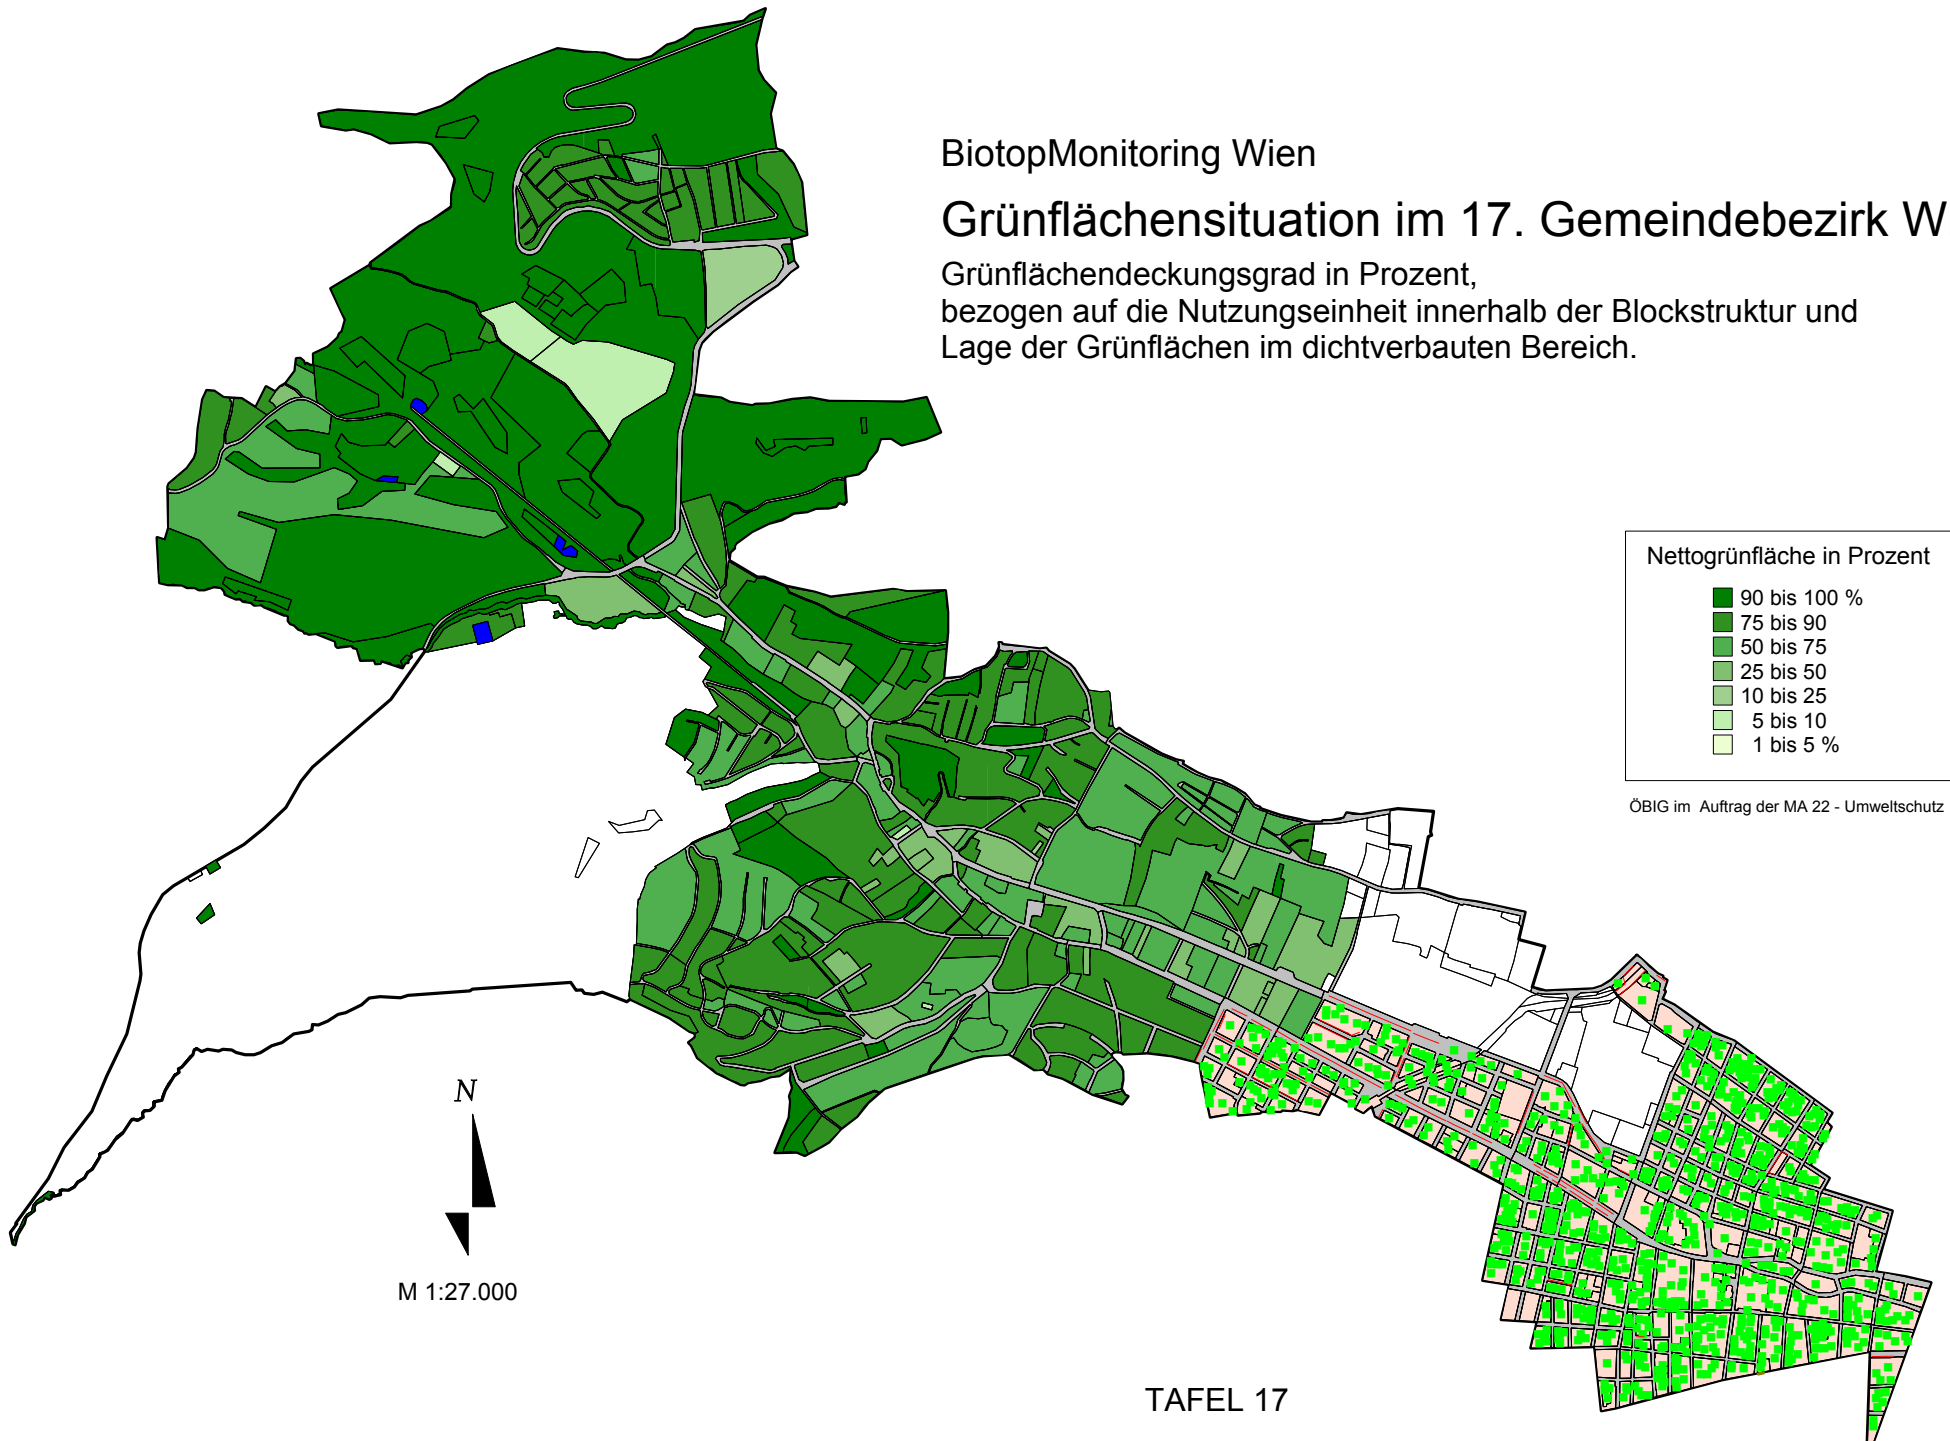 BiotopMonitoring Wien
Grünflächensituation im 17. Gemeindebezirk W
Grünflächendeckungsgrad in Prozent,
bezogen auf die Nutzungseinheit innerhalb der Blockstruktur und
Lage der Grünflächen im dichtverbauten Bereich.
Nettogrünfläche in Prozent
90 bis 100 %
75 bis 90
50 bis 75
25 bis 50
10 bis 25
5 bis 10
1 bis 5 %
ÖBIG im Auftrag der MA 22 - Umweltschutz
N
M 1:27.000
TAFEL 17